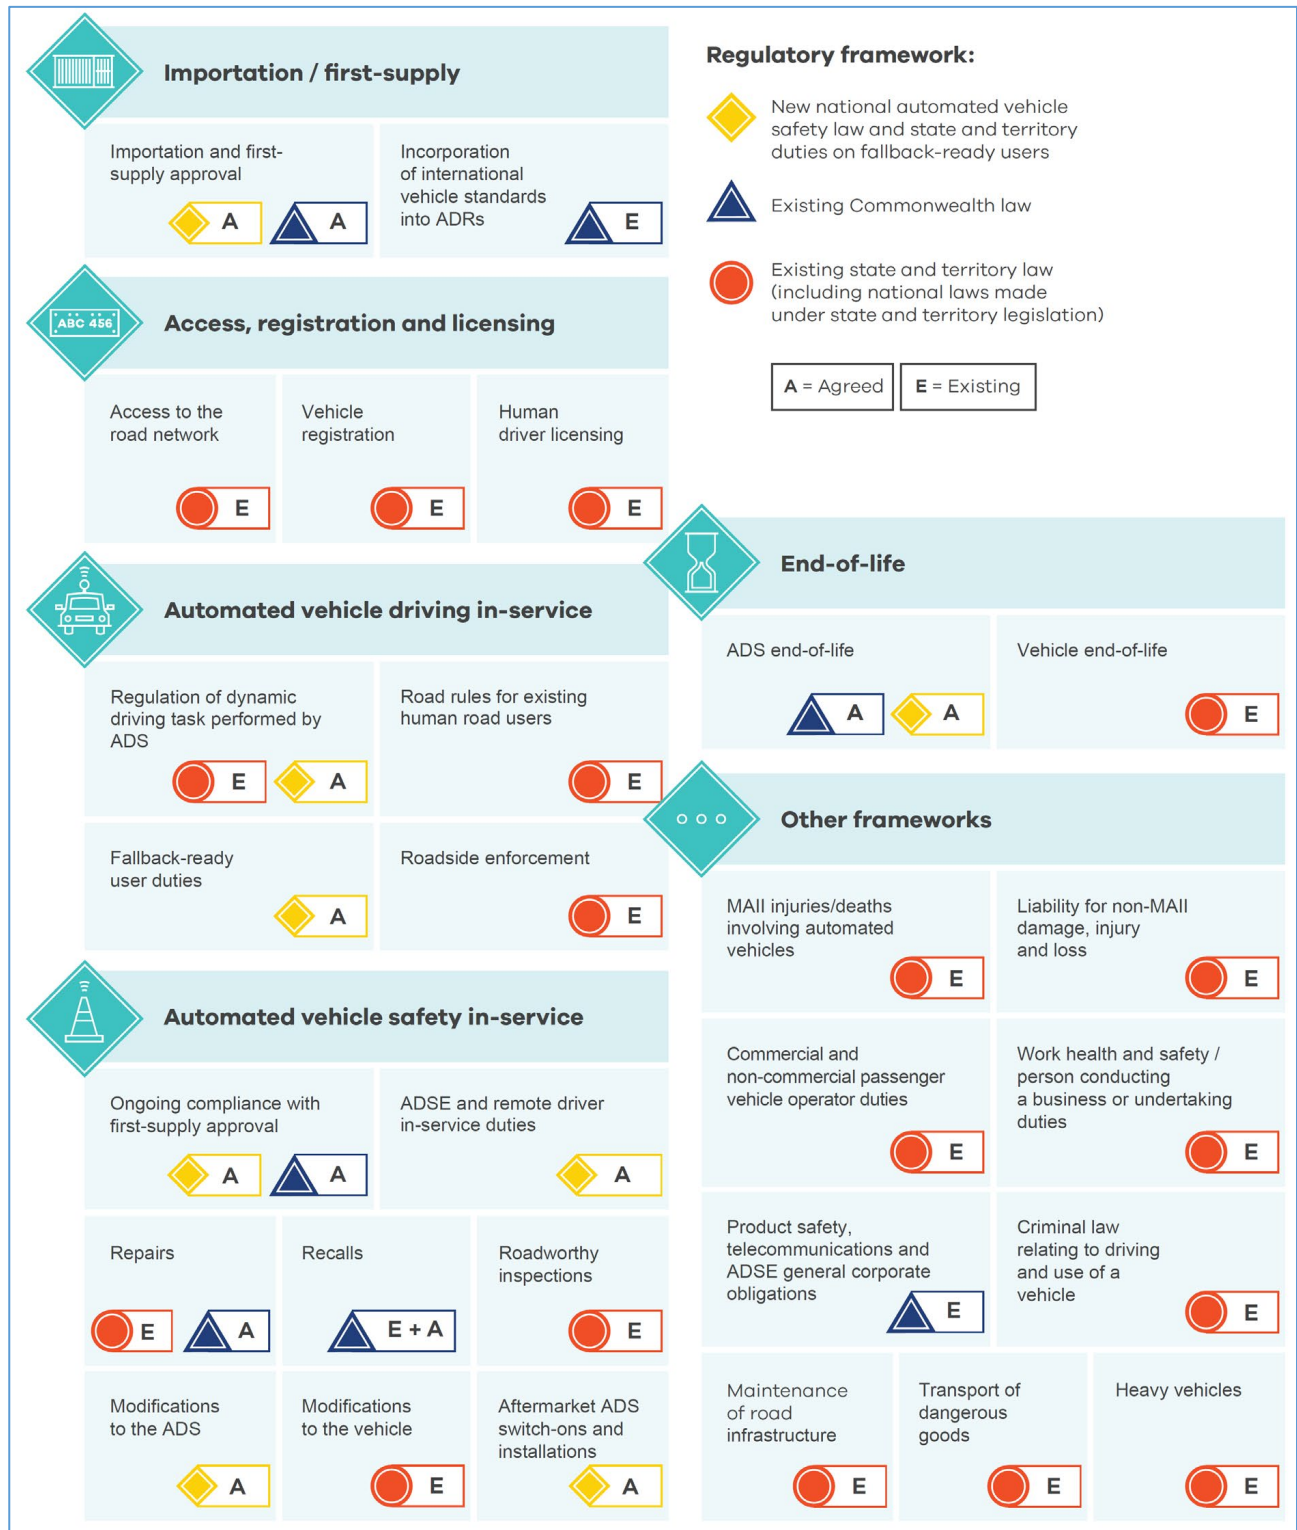 Importation / first-supply
Importation and first-
supply approval
A
A
Incorporation
of international
vehicle standards
into ADRs
E
Regulatory framework:
New national automated vehicle
safety law and state and territory
duties on fallback-ready users
Existing Commonwealth law
Existing state and territory law
(including national laws made
under state and territory legislation)
A = Agreed
E = Existing
ABC 456
Access, registration and licensing
Access to the
road network
E
Vehicle
registration
E
Human
driver licensing
E
Automated vehicle driving in-service
Regulation of dynamic
driving task performed by
ADS
E
A
Road rules for existing
human road users
E
Fallback-ready
user duties
A
Roadside enforcement
E
Automated vehicle safety in-service
Ongoing compliance with
first-supply approval
A
A
ADSE and remote driver
in-service duties
A
Repairs
E
A
Recalls
E + A
Roadworthy
inspections
E
Modifications
to the ADS
A
Modifications
to the vehicle
E
Aftermarket ADS
switch-ons and
installations
A
End-of-life
ADS end-of-life
A
A
Vehicle end-of-life
E
Other frameworks
MAII injuries/deaths
involving automated
vehicles
E
Liability for non-MAII
damage, injury
and loss
E
Commercial and
non-commercial passenger
vehicle operator duties
E
Work health and safety /
person conducting
a business or undertaking
duties
E
Product safety,
telecommunications and
ADSE general corporate
obligations
E
Criminal law
relating to driving
and use of a
vehicle
E
Maintenance
of road
infrastructure
E
Transport of
dangerous
goods
E
Heavy vehicles
E